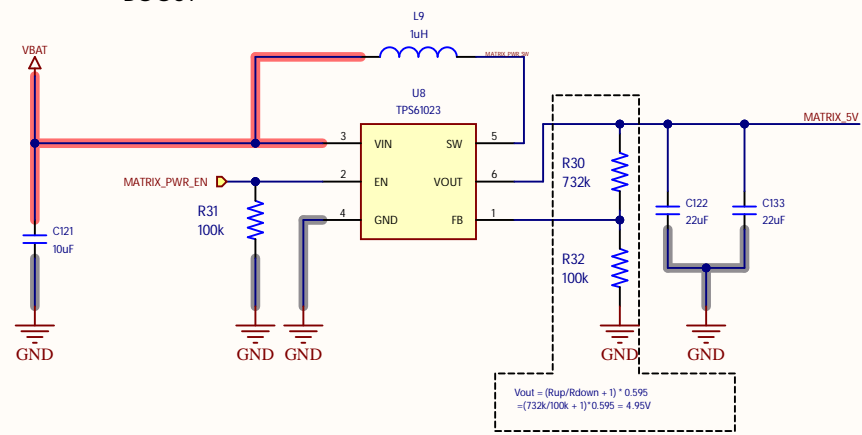 L9
1uH
VBAT
MATRIX_PWR_SW
U8
TPS61023
MATRIX_5V
3
VIN
SW
5
R30
732k
MATRIX_PWR_EN
2
EN
VOUT
6
C122
22uF
C133
22uF
R31
100k
4
GND
FB
1
C121
10uF
R32
100k
GND
GND
GND
GND
GND
Vout = (Rup/Rdown + 1) * 0.595
=(732k/100k + 1)*0.595 = 4.95V